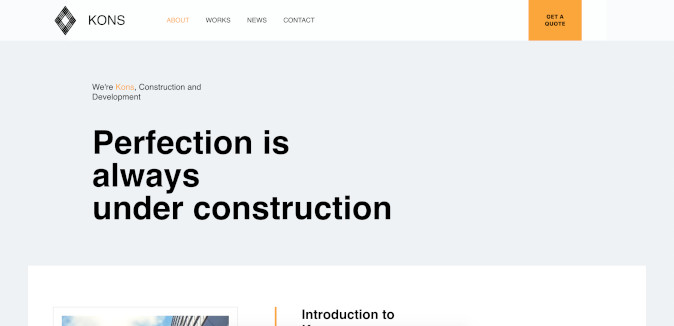 KONS
ABOUT
WORKS
NEWS
CONTACT
GET A
QUOTE
We're Kons, Construction and
Development
Perfection is
always
under construction
Introduction to